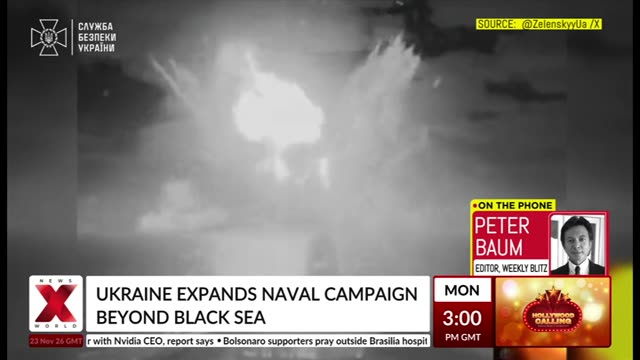 СЛУЖБА
БЕЗПЕКИ
УКРАЇНИ
SOURCE: @ZelenskyyUa /X
ON THE PHONE
PETER
BAUM
EDITOR, WEEKLY BLITZ
NEWS
X
WORLD
UKRAINE EXPANDS NAVAL CAMPAIGN
BEYOND BLACK SEA
MON
3:00
PM GMT
HOLLYWOOD
CALLING
23 Nov 26 GMT
r with Nvidia CEO, report says • Bolsonaro supporters pray outside Brasilia hospit